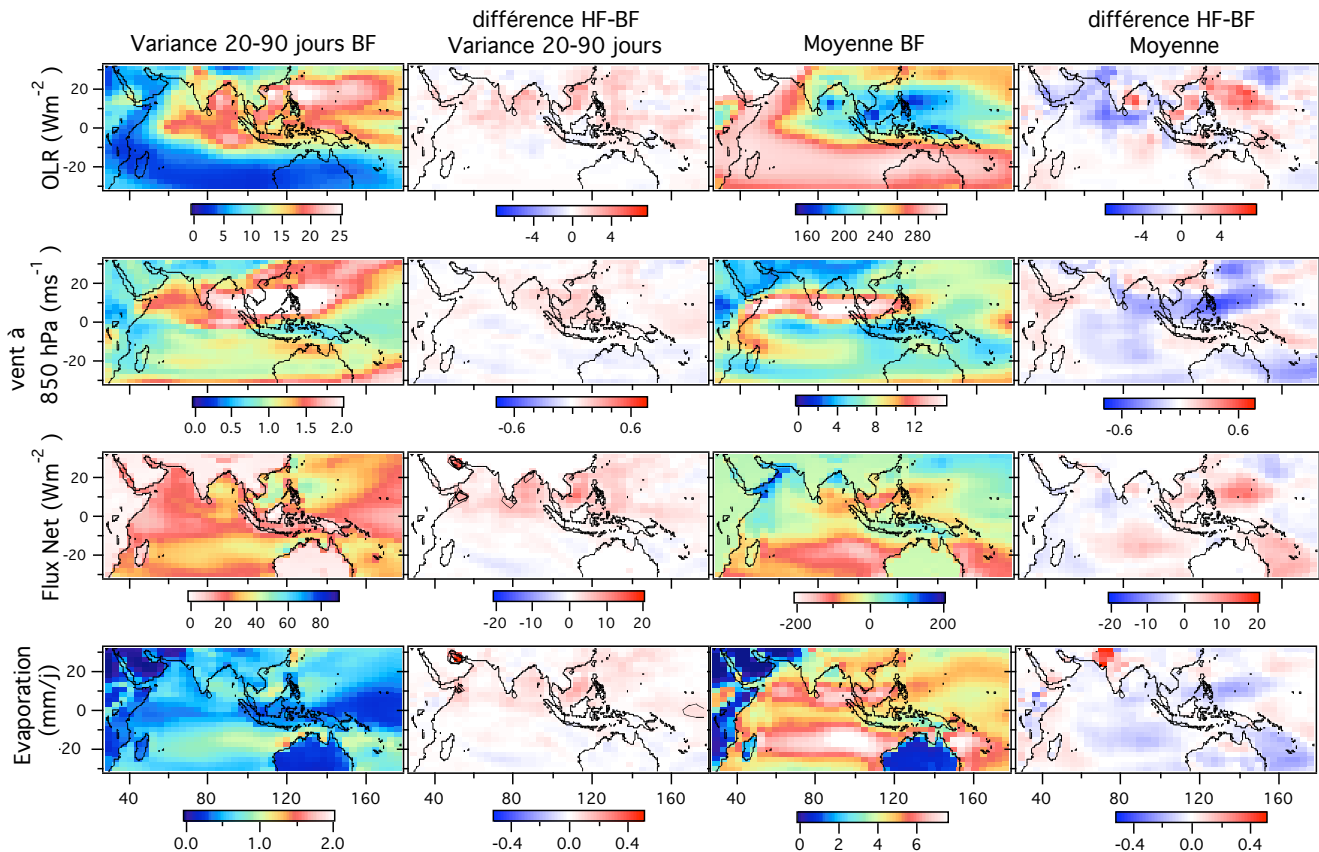 différence HF-BF
différence HF-BF
Variance 20-90 jours BF
Variance 20-90 jours
Moyenne BF
Moyenne
OLR (Wm-2)
20
0
-20
0 5 10 15 20 25
-4 0 4
160 200 240 280
-4 0 4
vent à
850 hPa (ms-1)
20
0
-20
0.0 0.5 1.0 1.5 2.0
-0.6 0.6
0 4 8 12
-0.6 0.6
Flux Net (Wm-2)
20
0
-20
0 20 40 60 80
-20 -10 0 10 20
-200 0 200
-20 -10 0 10 20
Evaporation
(mm/j)
20
0
-20
40 80 120 160
40 80 120 160
40 80 120 160
40 80 120 160
0.0 1.0 2.0
-0.4 0.0 0.4
0 2 4 6
-0.4 0.0 0.4